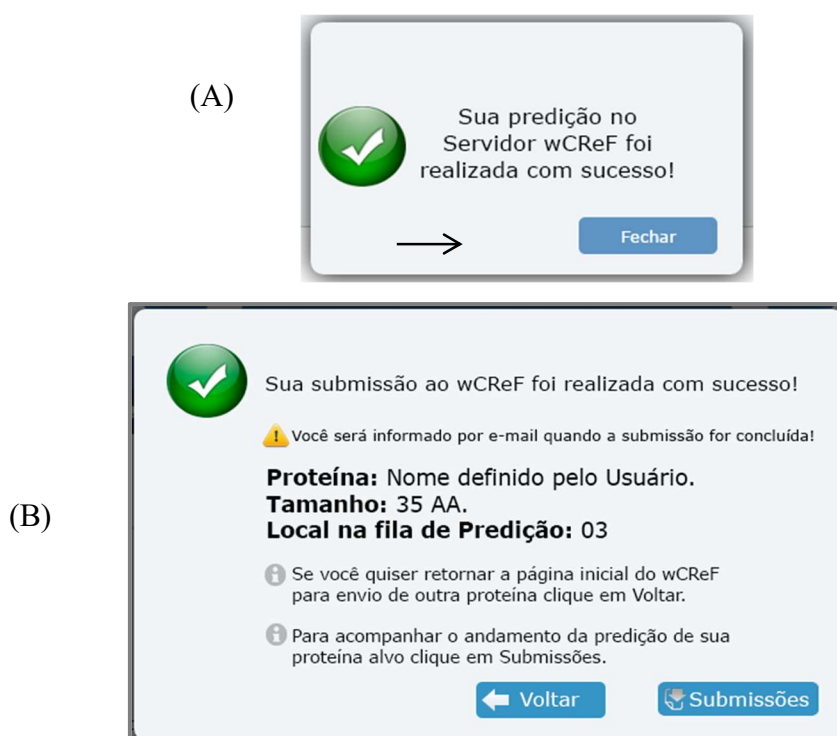 (A)
Sua predição no
Servidor wCReF foi
realizada com sucesso!
Fechar
(B)
Sua submissão ao wCReF foi realizada com sucesso!
Você será informado por e-mail quando a submissão for concluída!
Proteína: Nome definido pelo Usuário.
Tamanho: 35 AA.
Local na fila de Predição: 03
Se você quiser retornar a página inicial do wCReF
para envio de outra proteína clique em Voltar.
Para acompanhar o andamento da predição de sua
proteína alvo clique em Submissões.
Voltar
Submissões